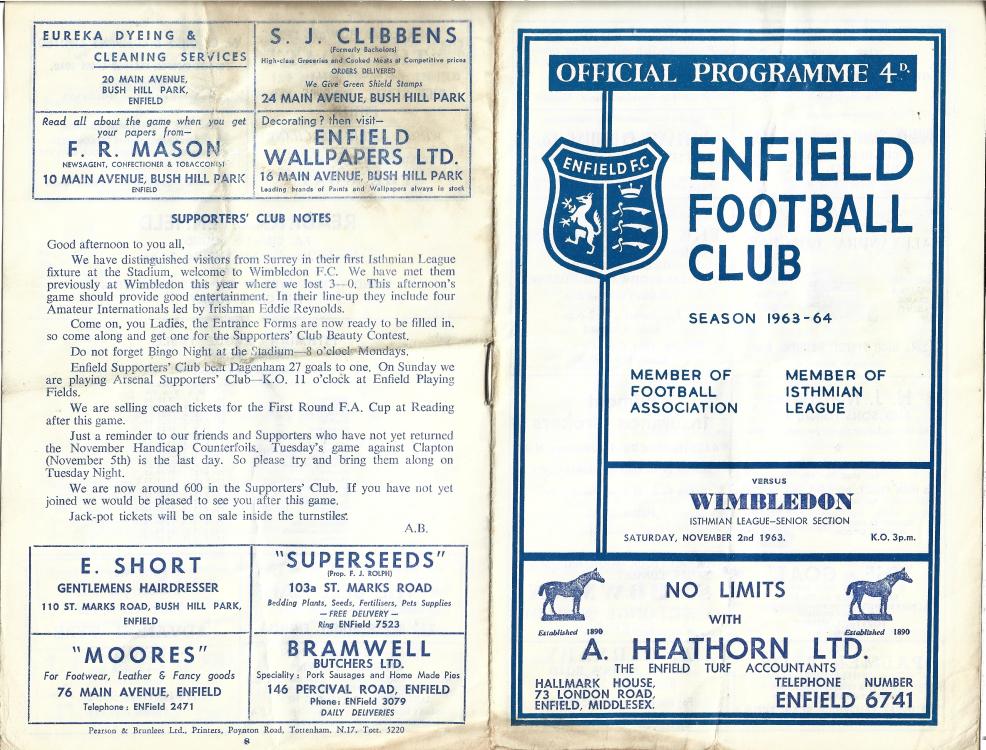 EUREKA DYEING &
CLEANING SERVICES
20 MAIN AVENUE,
BUSH HILL PARK,
ENFIELD
S. J. CLIBBENS
(Formerly Bachelors)
High-class Groceries and Cooked Meats at Competitive prices
ORDERS DELIVERED
We Give Green Shield Stamps
24 MAIN AVENUE, BUSH HILL PARK
Read all about the game when you get
your papers from—
F. R. MASON
NEWSAGENT, CONFECTIONER & TOBACCONIST
10 MAIN AVENUE, BUSH HILL PARK
ENFIELD
Decorating ? then visit—
ENFIELD
WALLPAPERS LTD.
16 MAIN AVENUE, BUSH HILL PARK
Leading brands of Paints and Wallpapers always in stock
SUPPORTERS' CLUB NOTES
Good afternoon to you all,
We have distinguished visitors from Surrey in their first Isthmian League
fixture at the Stadium, welcome to Wimbledon F.C. We have met them
previously at Wimbledon this year where we lost 3—0. This afternoon's
game should provide good entertainment. In their line-up they include four
Amateur Internationals led by Irishman Eddie Reynolds.
Come on, you Ladies, the Entrance Forms are now ready to be filled in,
so come along and get one for the Supporters' Club Beauty Contest.
Do not forget Bingo Night at the Stadium—8 o'clock Mondays.
Enfield Supporters' Club beat Dagenham 27 goals to one. On Sunday we
are playing Arsenal Supporters' Club—K.O. 11 o'clock at Enfield Playing
Fields.
We are selling coach tickets for the First Round F.A. Cup at Reading
after this game.
Just a reminder to our friends and Supporters who have not yet returned
the November Handicap Counterfoils, Tuesday's game against Clapton
(November 5th) is the last day. So please try and bring them along on
Tuesday Night.
We are now around 600 in the Supporters' Club. If you have not yet
joined we would be pleased to see you after this game.
Jack-pot tickets will be on sale inside the turnstiles.
A.B.
E. SHORT
GENTLEMENS HAIRDRESSER
110 ST. MARKS ROAD, BUSH HILL PARK,
ENFIELD
"SUPERSEEDS"
(Prop. F. J. ROLPH)
103a ST. MARKS ROAD
Bedding Plants, Seeds, Fertilisers, Pets Supplies
— FREE DELIVERY —
Ring ENField 7523
"MOORES"
For Footwear, Leather & Fancy goods
76 MAIN AVENUE, ENFIELD
Telephone : ENField 2471
BRAMWELL
BUTCHERS LTD.
Speciality : Pork Sausages and Home Made Pies
146 PERCIVAL ROAD, ENFIELD
Phone: ENField 3079
DAILY DELIVERIES
Pearson & Brunlees Ltd., Printers, Poynton Road, Tottenham, N.17. Tott. 5220
8
OFFICIAL PROGRAMME 4D.
ENFIELD F.C
ENFIELD
FOOTBALL
CLUB
SEASON 1963-64
MEMBER OF
FOOTBALL
ASSOCIATION
MEMBER OF
ISTHMIAN
LEAGUE
VERSUS
WIMBLEDON
ISTHMIAN LEAGUE—SENIOR SECTION
SATURDAY, NOVEMBER 2nd 1963. K.O. 3p.m.
NO LIMITS
WITH
Established 1890
Established 1890
A. HEATHORN LTD.
THE ENFIELD TURF ACCOUNTANTS
HALLMARK HOUSE,
73 LONDON ROAD,
ENFIELD, MIDDLESEX.
TELEPHONE NUMBER
ENFIELD 6741